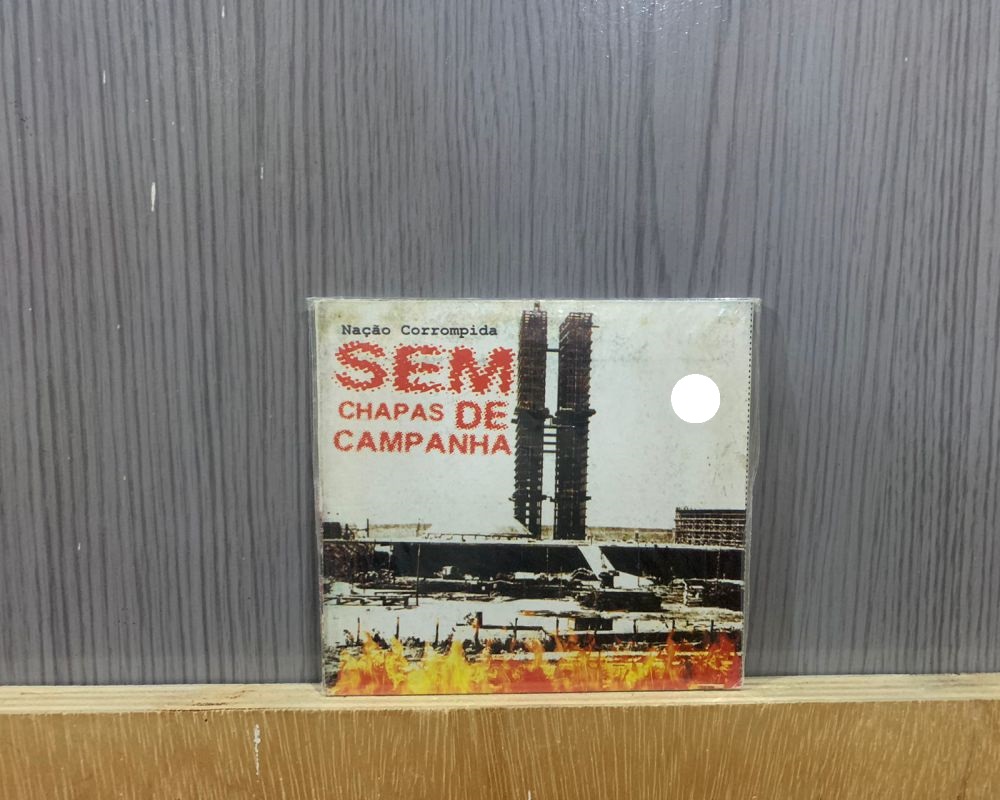 Nação Corrompida
SEM
CHAPAS DE
CAMPANHA